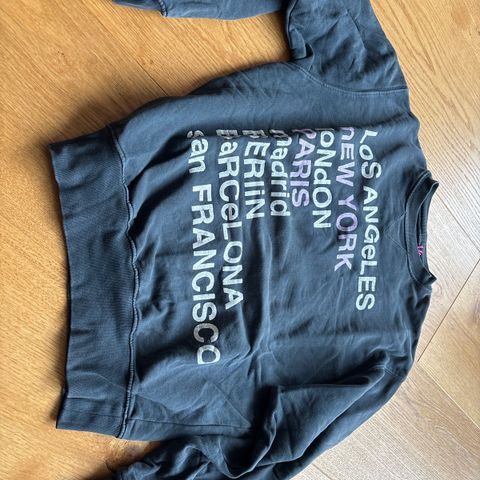 LoS ANGeLES
NEW YORK
LONdON
PARIS
madrid
BERlIN
BARCeLONA
san FRANCISCO